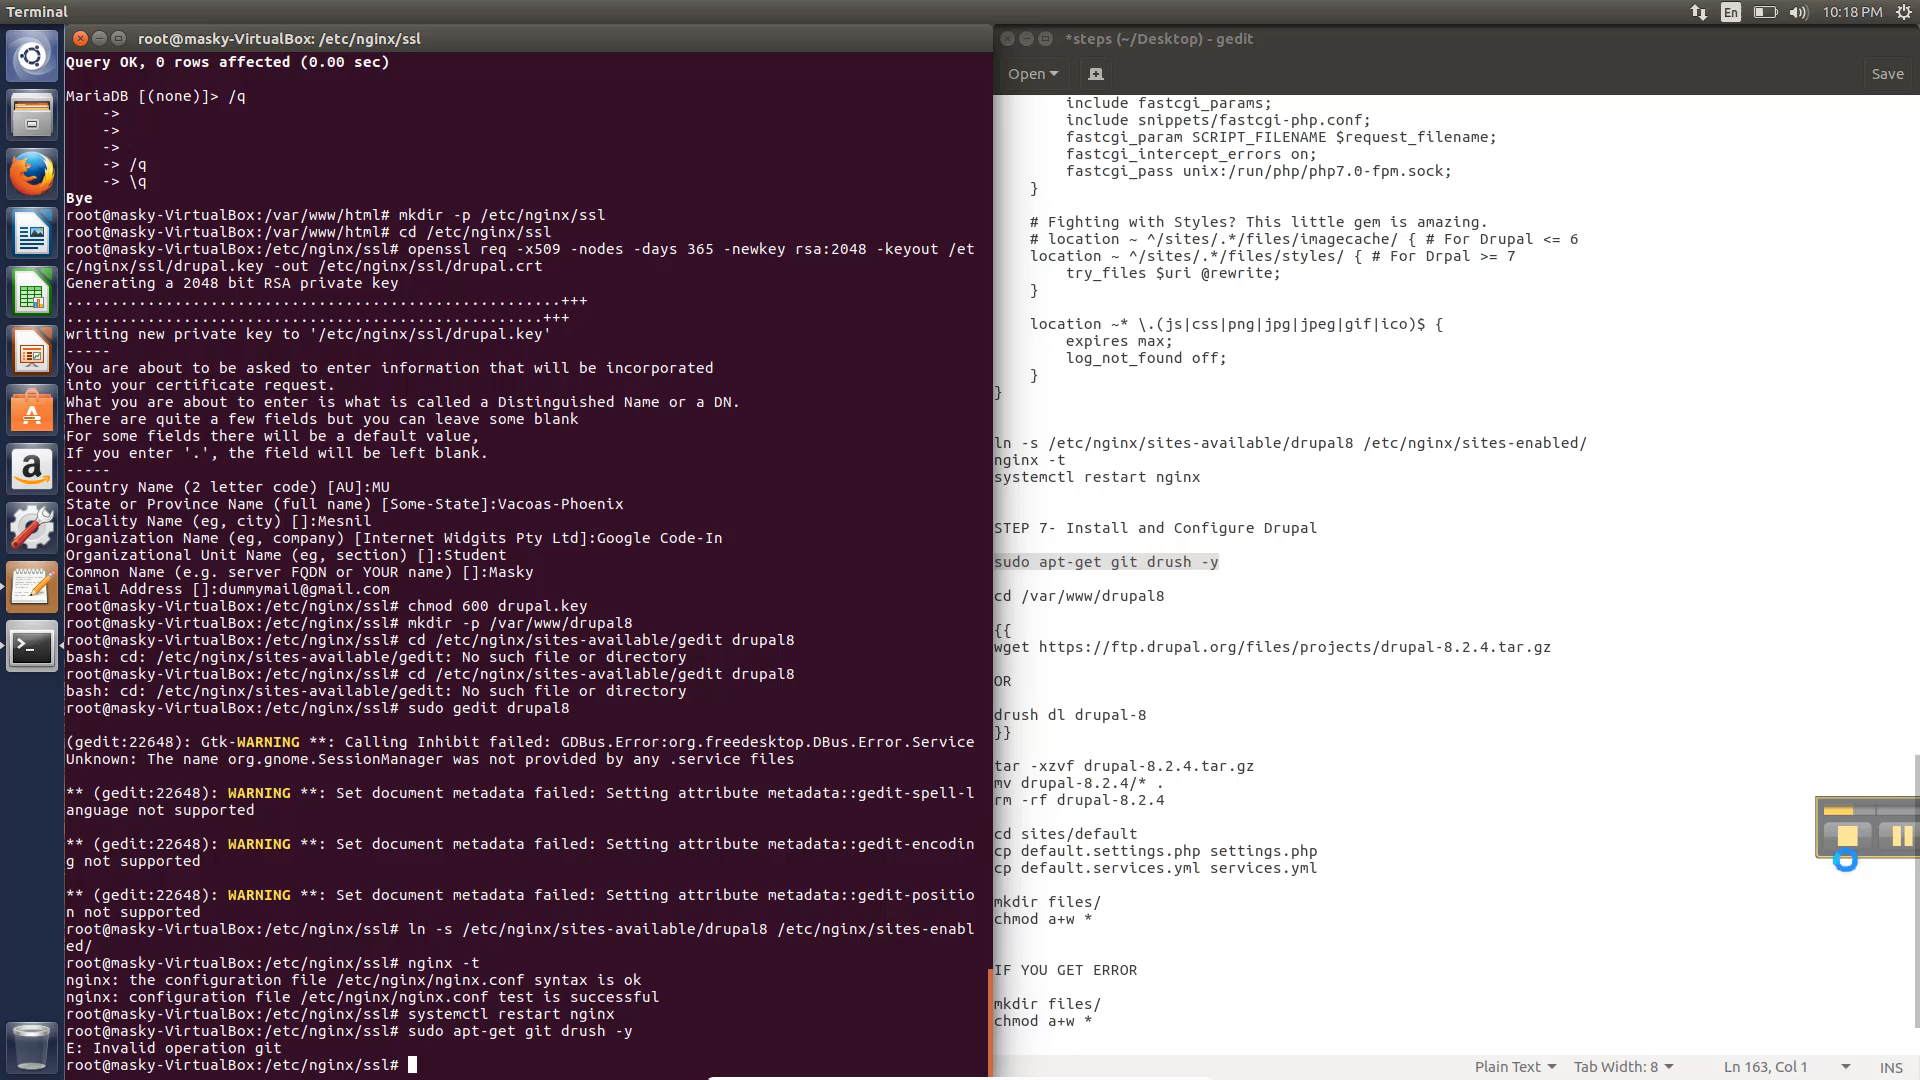 Terminal
En
10:18 PM
root@masky-VirtualBox: /etc/nginx/ssl
Query OK, 0 rows affected (0.00 sec)
MariaDB [(none)]> /q
->
->
->
-> /q
-> \q
Bye
root@masky-VirtualBox:/var/www/html# mkdir -p /etc/nginx/ssl
root@masky-VirtualBox:/var/www/html# cd /etc/nginx/ssl
root@masky-VirtualBox:/etc/nginx/ssl# openssl req -x509 -nodes -days 365 -newkey rsa:2048 -keyout /et
c/nginx/ssl/drupal.key -out /etc/nginx/ssl/drupal.crt
Generating a 2048 bit RSA private key
.......................................................+++
.....................................................+++
writing new private key to '/etc/nginx/ssl/drupal.key'
-----
You are about to be asked to enter information that will be incorporated
into your certificate request.
What you are about to enter is what is called a Distinguished Name or a DN.
There are quite a few fields but you can leave some blank
For some fields there will be a default value,
If you enter '.', the field will be left blank.
-----
Country Name (2 letter code) [AU]:MU
State or Province Name (full name) [Some-State]:Vacoas-Phoenix
Locality Name (eg, city) []:Mesnil
Organization Name (eg, company) [Internet Widgits Pty Ltd]:Google Code-In
Organizational Unit Name (eg, section) []:Student
Common Name (e.g. server FQDN or YOUR name) []:Masky
Email Address []:dummymail@gmail.com
root@masky-VirtualBox:/etc/nginx/ssl# chmod 600 drupal.key
root@masky-VirtualBox:/etc/nginx/ssl# mkdir -p /var/www/drupal8
root@masky-VirtualBox:/etc/nginx/ssl# cd /etc/nginx/sites-available/gedit drupal8
bash: cd: /etc/nginx/sites-available/gedit: No such file or directory
root@masky-VirtualBox:/etc/nginx/ssl# cd /etc/nginx/sites-available/gedit drupal8
bash: cd: /etc/nginx/sites-available/gedit: No such file or directory
root@masky-VirtualBox:/etc/nginx/ssl# sudo gedit drupal8
(gedit:22648): Gtk-WARNING **: Calling Inhibit failed: GDBus.Error:org.freedesktop.DBus.Error.Service
Unknown: The name org.gnome.SessionManager was not provided by any .service files
** (gedit:22648): WARNING **: Set document metadata failed: Setting attribute metadata::gedit-spell-l
anguage not supported
** (gedit:22648): WARNING **: Set document metadata failed: Setting attribute metadata::gedit-encodin
g not supported
** (gedit:22648): WARNING **: Set document metadata failed: Setting attribute metadata::gedit-positio
n not supported
root@masky-VirtualBox:/etc/nginx/ssl# ln -s /etc/nginx/sites-available/drupal8 /etc/nginx/sites-enabl
ed/
root@masky-VirtualBox:/etc/nginx/ssl# nginx -t
nginx: the configuration file /etc/nginx/nginx.conf syntax is ok
nginx: configuration file /etc/nginx/nginx.conf test is successful
root@masky-VirtualBox:/etc/nginx/ssl# systemctl restart nginx
root@masky-VirtualBox:/etc/nginx/ssl# sudo apt-get git drush -y
E: Invalid operation git
root@masky-VirtualBox:/etc/nginx/ssl#
*steps (~/Desktop) - gedit
Open
Save
include fastcgi_params;
include snippets/fastcgi-php.conf;
fastcgi_param SCRIPT_FILENAME $request_filename;
fastcgi_intercept_errors on;
fastcgi_pass unix:/run/php/php7.0-fpm.sock;
}
# Fighting with Styles? This little gem is amazing.
# location ~ ^/sites/.*/files/imagecache/ { # For Drupal <= 6
location ~ ^/sites/.*/files/styles/ { # For Drpal >= 7
try_files $uri @rewrite;
}
location ~* \.(js|css|png|jpg|jpeg|gif|ico)$ {
expires max;
log_not_found off;
}
}
ln -s /etc/nginx/sites-available/drupal8 /etc/nginx/sites-enabled/
nginx -t
systemctl restart nginx
STEP 7- Install and Configure Drupal
sudo apt-get git drush -y
cd /var/www/drupal8
{{
wget https://ftp.drupal.org/files/projects/drupal-8.2.4.tar.gz
OR
drush dl drupal-8
}}
tar -xzvf drupal-8.2.4.tar.gz
mv drupal-8.2.4/* .
rm -rf drupal-8.2.4
cd sites/default
cp default.settings.php settings.php
cp default.services.yml services.yml
mkdir files/
chmod a+w *
IF YOU GET ERROR
mkdir files/
chmod a+w *
Plain Text
Tab Width: 8
Ln 163, Col 1
INS